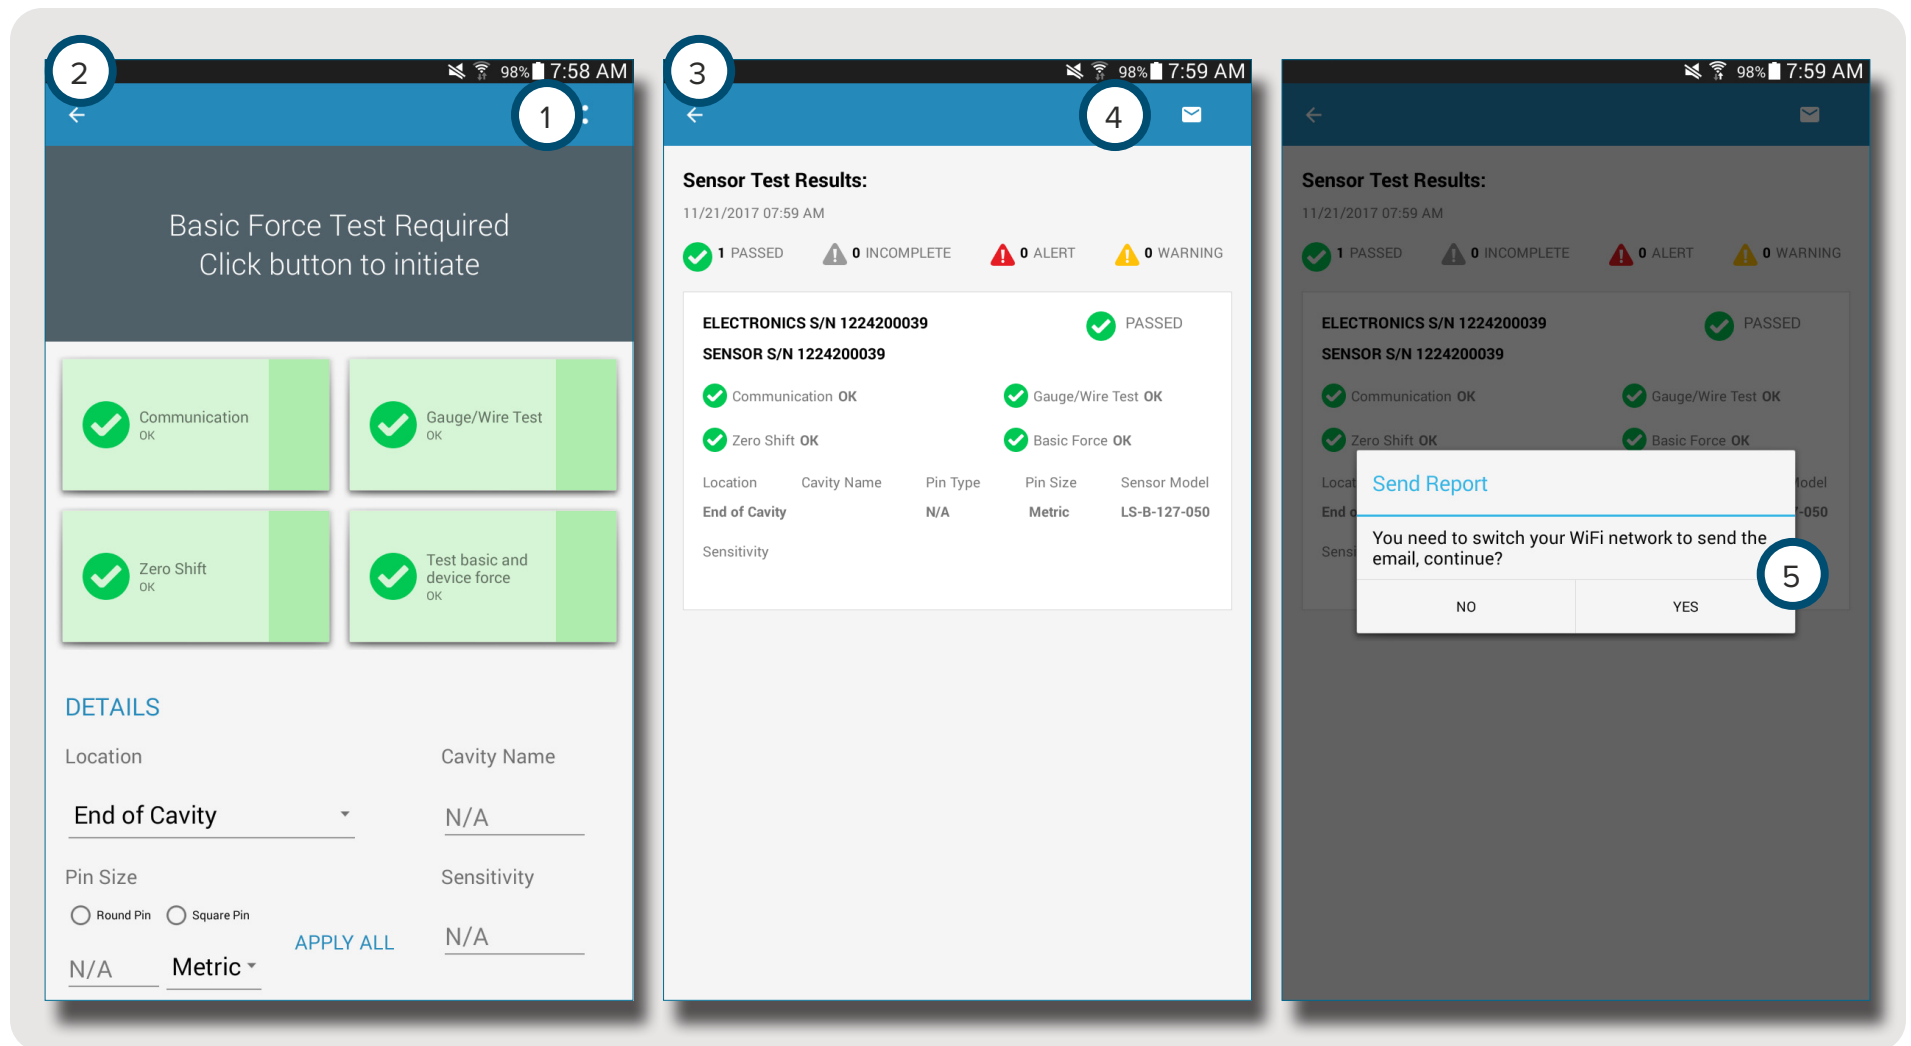 2
98%
7:58 AM
1
Basic Force Test Required
Click button to initiate
Communication
OK
Gauge/Wire Test
OK
Zero Shift
OK
Test basic and
device force
OK
DETAILS
Location
Cavity Name
End of Cavity
N/A
Pin Size
Sensitivity
Round Pin
Square Pin
APPLY ALL
N/A
N/A
Metric
3
98%
7:59 AM
4
Sensor Test Results:
11/21/2017 07:59 AM
1 PASSED
0 INCOMPLETE
0 ALERT
0 WARNING
ELECTRONICS S/N 1224200039
PASSED
SENSOR S/N 1224200039
Communication OK
Gauge/Wire Test OK
Zero Shift OK
Basic Force OK
Location Cavity Name Pin Type Pin Size Sensor Model
End of Cavity N/A Metric LS-B-127-050
Sensitivity
98%
7:59 AM
Sensor Test Results:
11/21/2017 07:59 AM
1 PASSED
0 INCOMPLETE
0 ALERT
0 WARNING
ELECTRONICS S/N 1224200039
PASSED
SENSOR S/N 1224200039
Communication OK
Gauge/Wire Test OK
Zero Shift OK
Basic Force OK
Send Report
You need to switch your WiFi network to send the
email, continue?
5
NO
YES